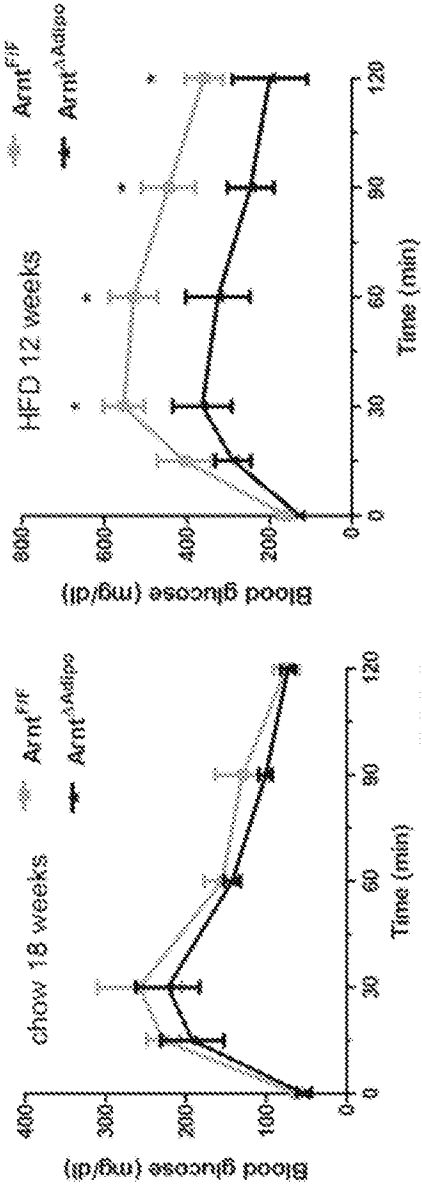 chow 18 weeks
Arnt^F/F
Arnt^ΔAdipo
Blood glucose (mg/dl)
400
300
200
100
0
0
30
60
90
120
Time (min)
HFD 12 weeks
Arnt^F/F
Arnt^ΔAdipo
Blood glucose (mg/dl)
800
600
400
200
0
0
30
60
90
120
Time (min)
*
*
*
*